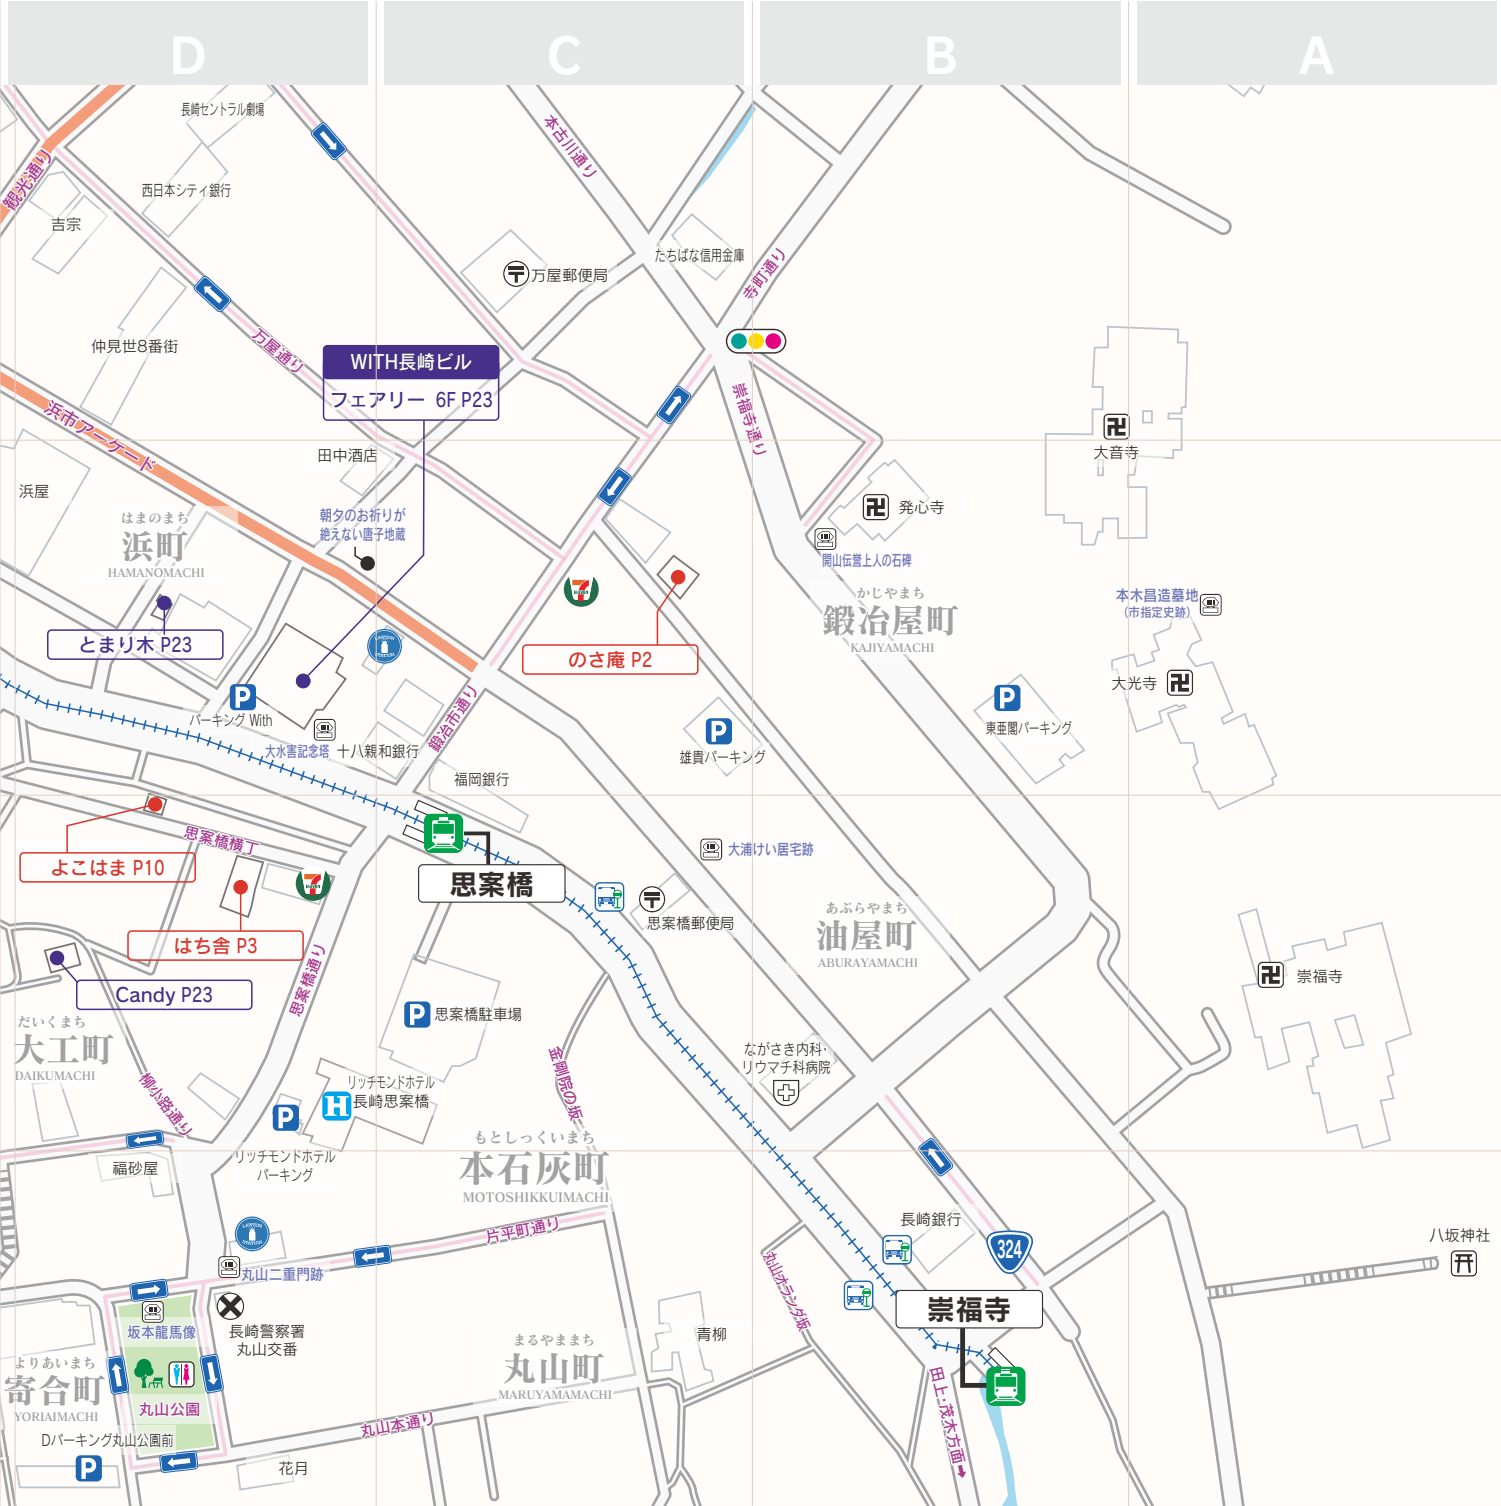 D
C
B
A
長崎セントラル劇場
本古川通り
観光通り
西日本シティ銀行
吉宗
たちばな信用金庫
寺町通り
万屋郵便局
仲見世8番街
万屋通り
WITH長崎ビル
フェアリー 6F P23
浜市アーケード
崇福寺通り
田中酒店
大音寺
浜屋
発心寺
はまのまち
浜町
HAMANOMACHI
朝夕のお祈りが
絶えない唐子地蔵
開山伝誉上人の石碑
かじやまち
鍛冶屋町
KAJIYAMACHI
本木昌造墓地
(市指定史跡)
とまり木 P23
のさ庵 P2
大光寺
鍛冶市通り
パーキング With
大水害記念塔
十八親和銀行
雄貴パーキング
東亜閣パーキング
福岡銀行
思案橋横丁
よこはま P10
大浦けい居宅跡
思案橋
思案橋郵便局
あぶらやまち
油屋町
ABURAYAMACHI
はち舎 P3
思案橋通り
Candy P23
崇福寺
思案橋駐車場
だいくまち
大工町
DAIKUMACHI
柳小路通り
金剛院の坂
ながさき内科・
リウマチ科病院
リッチモンドホテル
長崎思案橋
もとしっくいまち
本石灰町
MOTOSHIKKUIMACHI
リッチモンドホテル
パーキング
福砂屋
片平町通り
長崎銀行
324
八坂神社
丸山オランダ坂
丸山二重門跡
崇福寺
坂本龍馬像
長崎警察署
丸山交番
まるやままち
丸山町
MARUYAMAMACHI
青柳
よりあいまち
寄合町
YORIAIMACHI
丸山公園
丸山本通り
田上・茂木方面
Dパーキング丸山公園前
花月
P
P
P
P
P
P
H
7
ELEVEN
7
ELEVEN
LAWSON
STATION
LAWSON
STATION